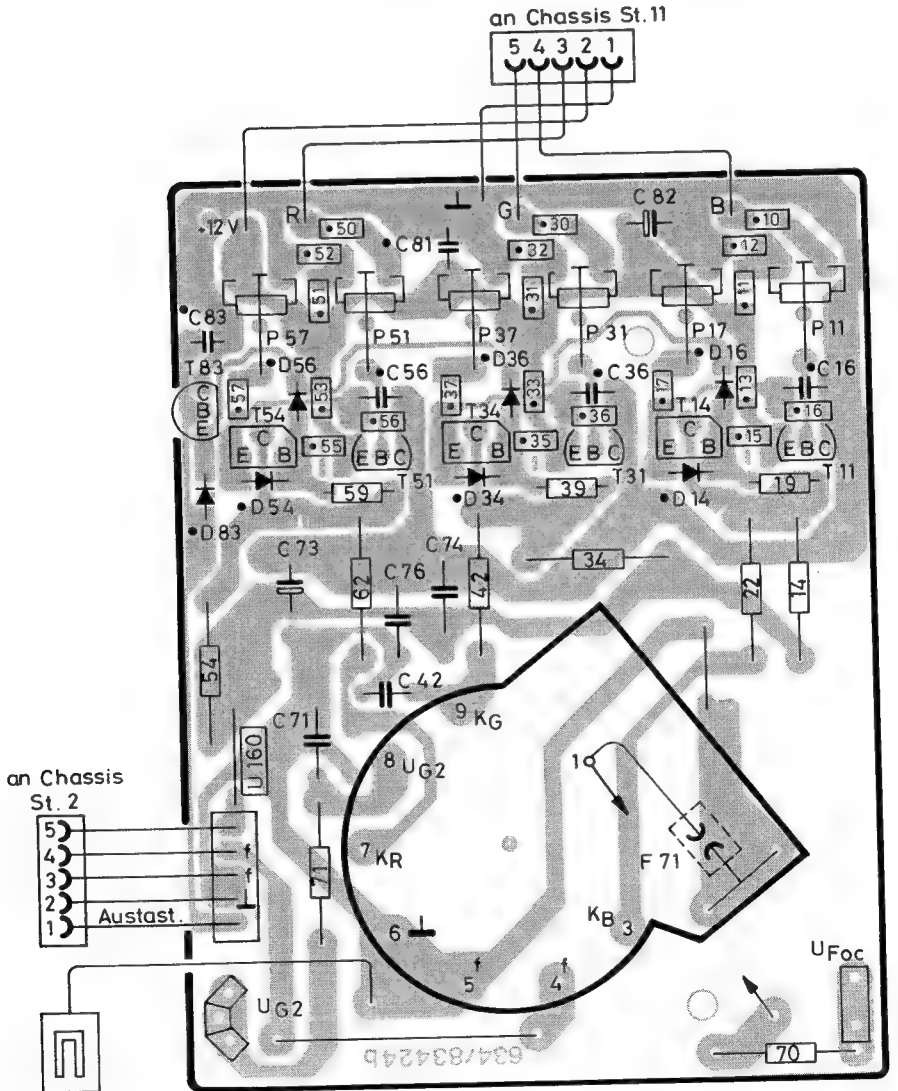 an Chassis St.11
5 4 3 2 1
+12V R G C 82 B
50 30 10
52 C81 32 12
51 31 11
C83
P57 P51 P37 P31 P17 P11
D56 D36 D16
T83 C56 C36 C16
57 53 37 33 17 13
C B E T54 56 T34 36 T14 16
E C B 55 E B C E C B 35 E B C E C B 15 E B C
T51 T31 T11
59 39 19
D54 D34 D14
D83
C73 C74
34
62 C76 42 22 14
54
C42
9 KG
C71
8 UG2
U160
an Chassis
St. 2
1
5
4 f
7 KR
F 71
3 f
71
2
1 Austast.
KB 3
6
UFoc
5 f 4 f
UG2
634/83424b
70